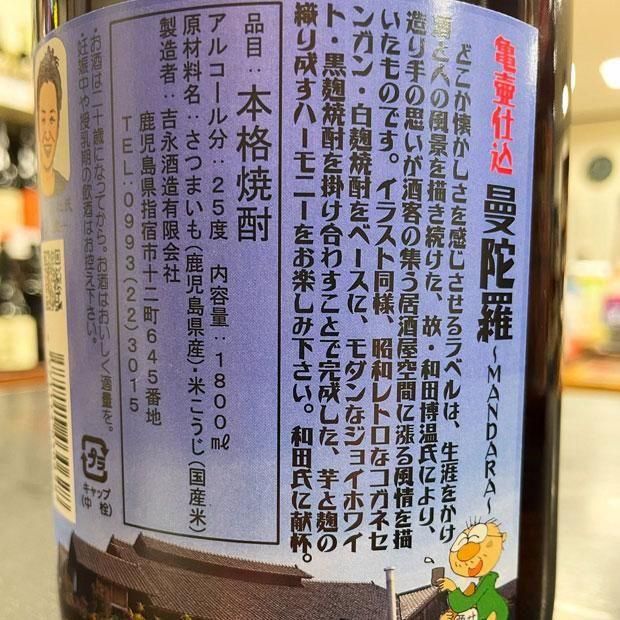 亀壷仕込 曼陀羅 ～MANDARA～
どこか懐かしさを感じさせるラベルは、生涯をかけ
酒と人の風景を描き続けた、故・和田博温氏により、
造り手の思いが酒客の集う居酒屋空間に漲る風情を描
いたものです。イラスト同様、昭和レトロなコガネセ
ンガン・白麹焼酎をベースに、モダンなジョイホワイ
ト・黒麹焼酎を掛け合わすことで完成した、芋と麹の
織り成すハーモニーをお楽しみ下さい。和田氏に献杯。
品目：本格焼酎
アルコール分：25度 内容量：1800ml
原材料名：さつまいも(鹿児島県産)・米こうじ(国産米)
製造者：吉永酒造有限会社
鹿児島県指宿市十二町645番地
TEL：0993(22)3015
お酒は二十歳になってから。お酒はおいしく適量を。
妊娠中や授乳期の飲酒はお控え下さい。
プラ
キャップ
(中 栓)